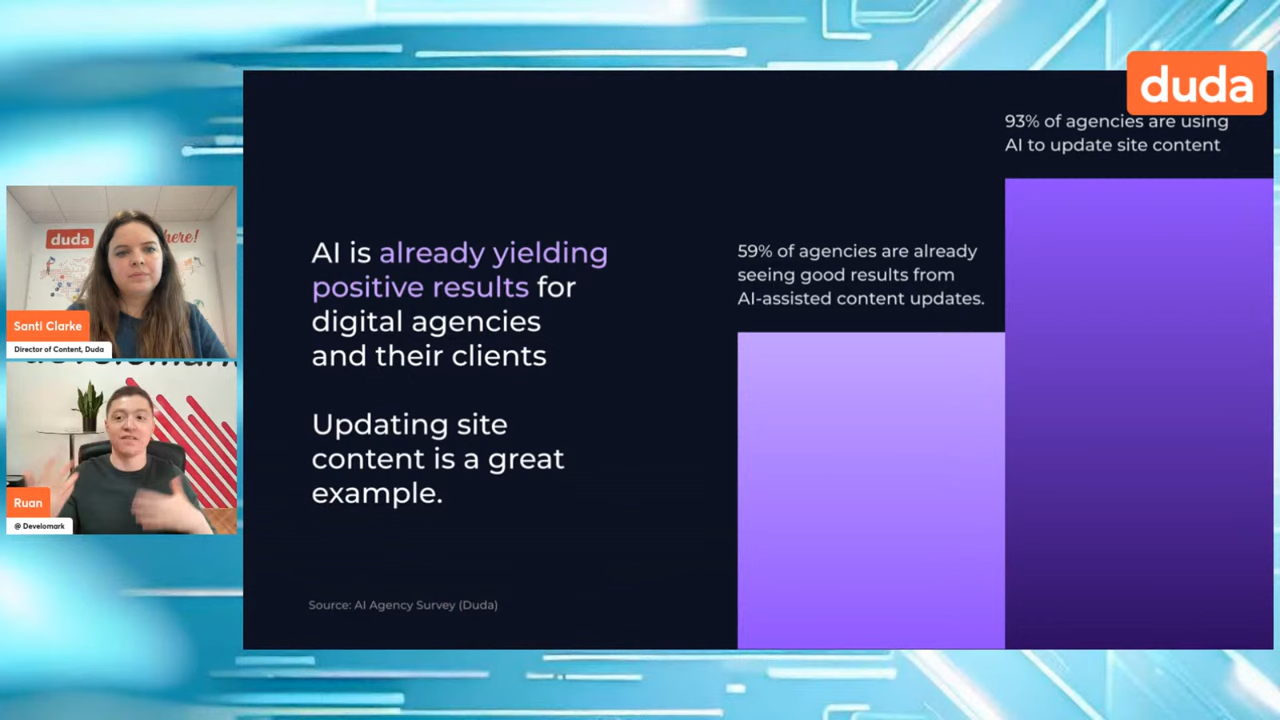 duda
93% of agencies are using
AI to update site content
59% of agencies are already
seeing good results from
AI-assisted content updates.
AI is already yielding
positive results for
digital agencies
and their clients
Updating site
content is a great
example.
Source: AI Agency Survey (Duda)
duda
here!
Santi Clarke
Director of Content, Duda
Ruan
@ Develomark